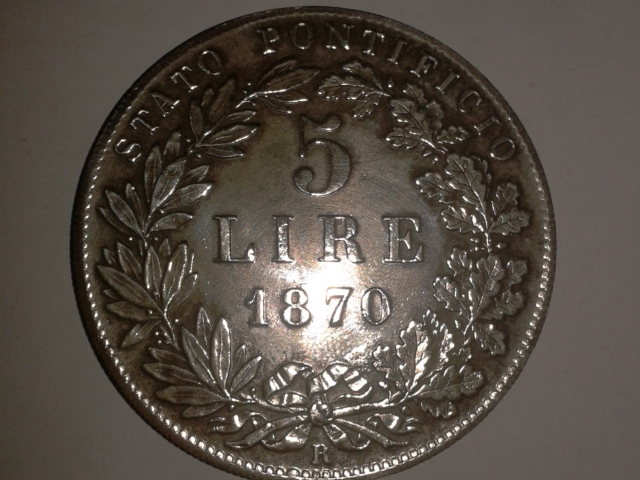 STATO PONTIFICIO
5
LIRE
1870
R